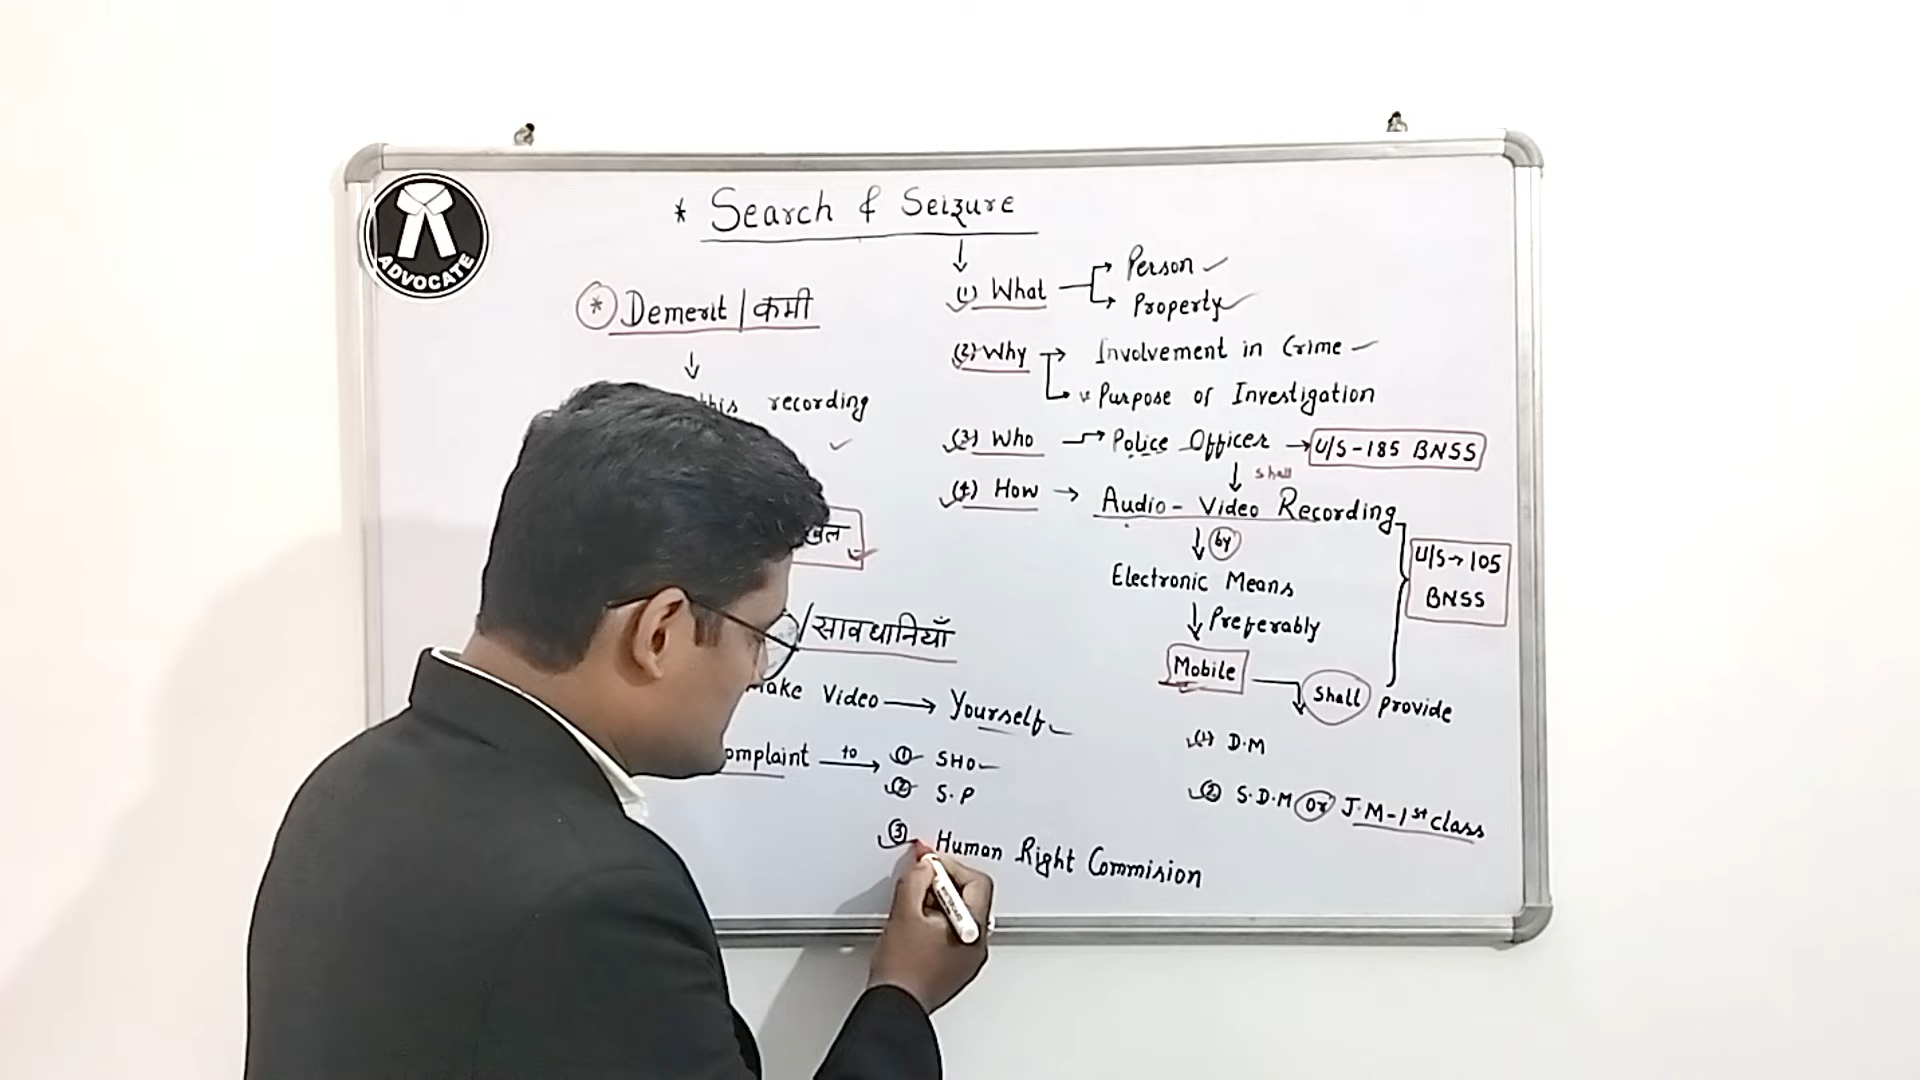 ADVOCATE
* Search & Seizure
(1) What
Person
Property
(2) Why
Involvement in Crime
Purpose of Investigation
(3) Who
Police Officer
U/S-185 BNSS
shall
(4) How
Audio - Video Recording
by
Electronic Means
Preferably
Mobile
Shall provide
U/S 105
BNSS
(1) D.M
(2) S.D.M or J.M-1st class
* Demerit / कमी
this recording
/ सावधानियाँ
Make Video Yourself
Complaint to (1) SHO
(2) S.P
(3) Human Right Commision